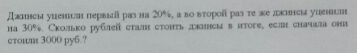 Джинсы уценили первый раз на 20%, а во второй раз те же джинсы уценили
на 30%. Сколько рублей стали стоить джинсы в итоге, если сначала они
стоили 3000 руб.?